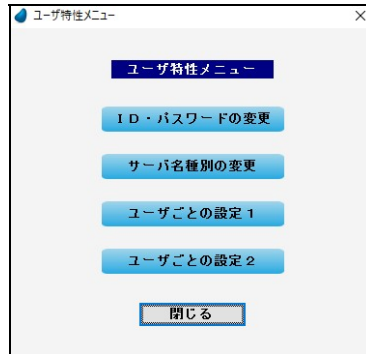 ユーザ特性メニュー
ユーザ特性メニュー
ＩＤ・パスワードの変更
サーバ名種別の変更
ユーザごとの設定１
ユーザごとの設定２
閉じる